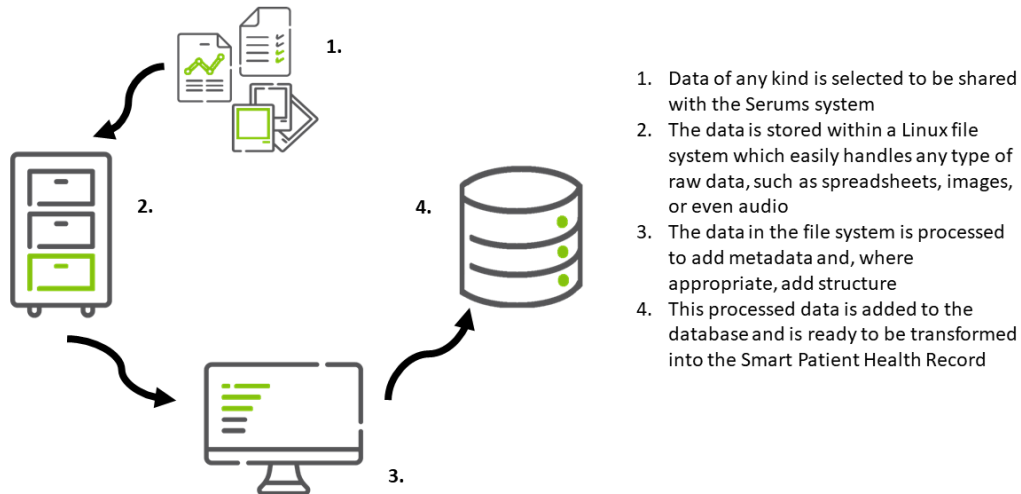 1.
2.
4.
3.
1. Data of any kind is selected to be shared
with the Serums system
2. The data is stored within a Linux file
system which easily handles any type of
raw data, such as spreadsheets, images,
or even audio
3. The data in the file system is processed
to add metadata and, where
appropriate, add structure
4. This processed data is added to the
database and is ready to be transformed
into the Smart Patient Health Record